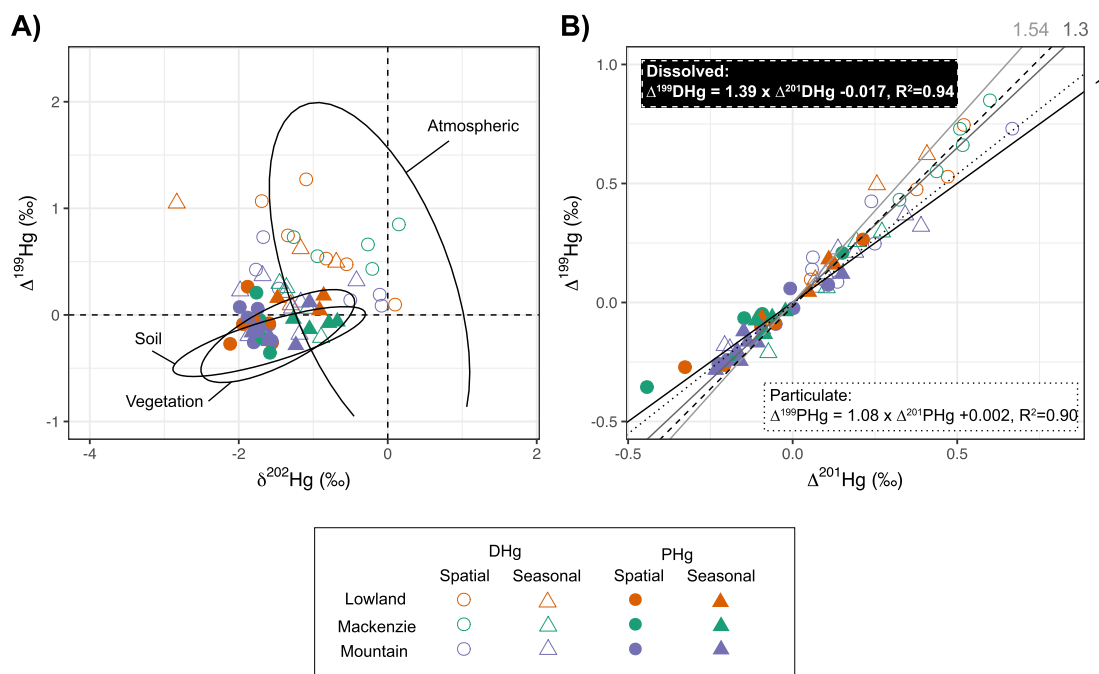 A)
B)
1.54 1.3
Atmospheric
Soil
Vegetation
2
1
0
-1
-4
-2
0
2
Δ¹⁹⁹Hg (‰)
δ²⁰²Hg (‰)
Dissolved:
Δ¹⁹⁹DHg = 1.39 x Δ²⁰¹DHg -0.017, R²=0.94
Particulate:
Δ¹⁹⁹PHg = 1.08 x Δ²⁰¹PHg +0.002, R²=0.90
1.0
0.5
0.0
-0.5
-0.5
0.0
0.5
Δ¹⁹⁹Hg (‰)
Δ²⁰¹Hg (‰)
DHg PHg
Spatial Seasonal Spatial Seasonal
Lowland
Mackenzie
Mountain